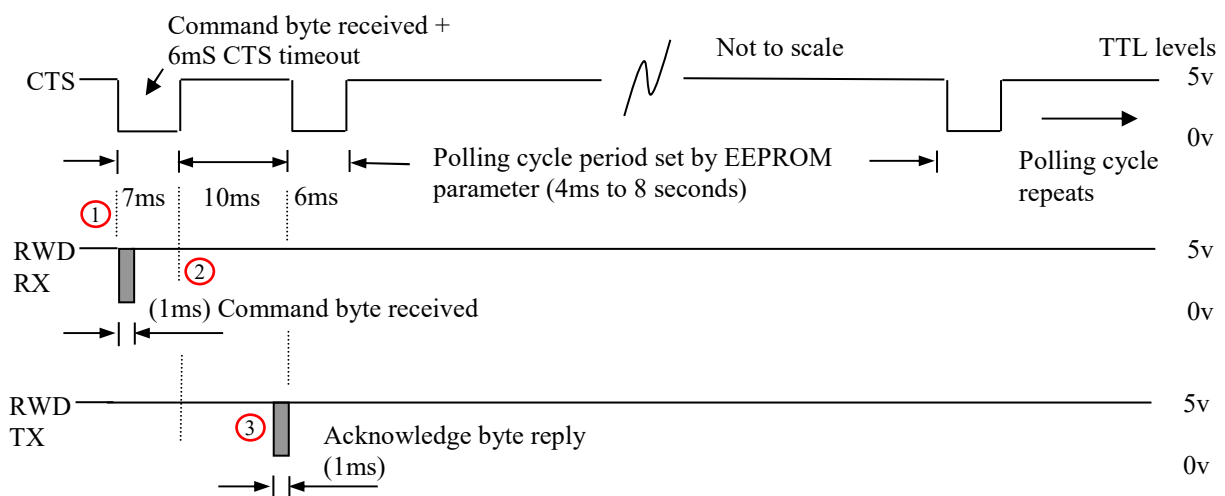 Command byte received +
6mS CTS timeout
Not to scale
TTL levels
CTS
5v
0v
Polling cycle period set by EEPROM
parameter (4ms to 8 seconds)
Polling cycle
repeats
7ms
10ms
6ms
1
RWD
RX
5v
2
(1ms) Command byte received
0v
RWD
TX
5v
3
Acknowledge byte reply
(1ms)
0v